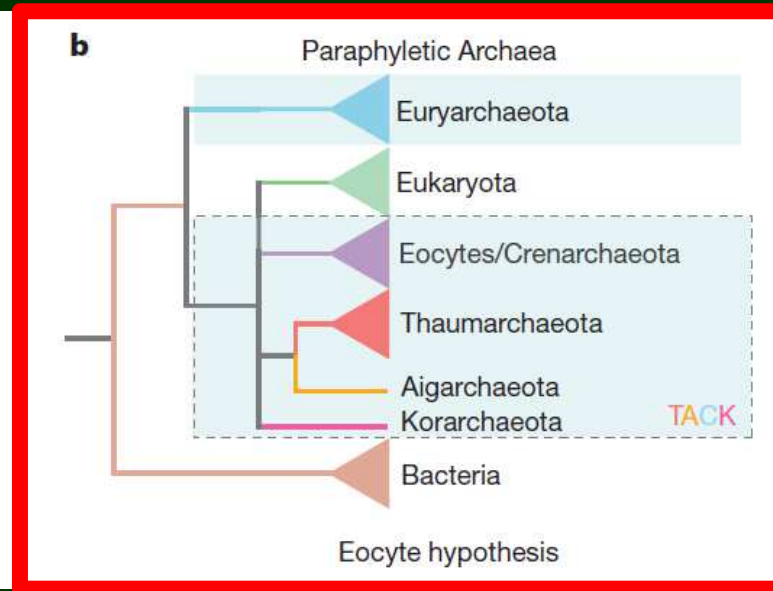 b
Paraphyletic Archaea
Euryarchaeota
Eukaryota
Eocytes/Crenarchaeota
Thaumarchaeota
Aigarchaeota
Korarchaeota
TACK
Bacteria
Eocyte hypothesis